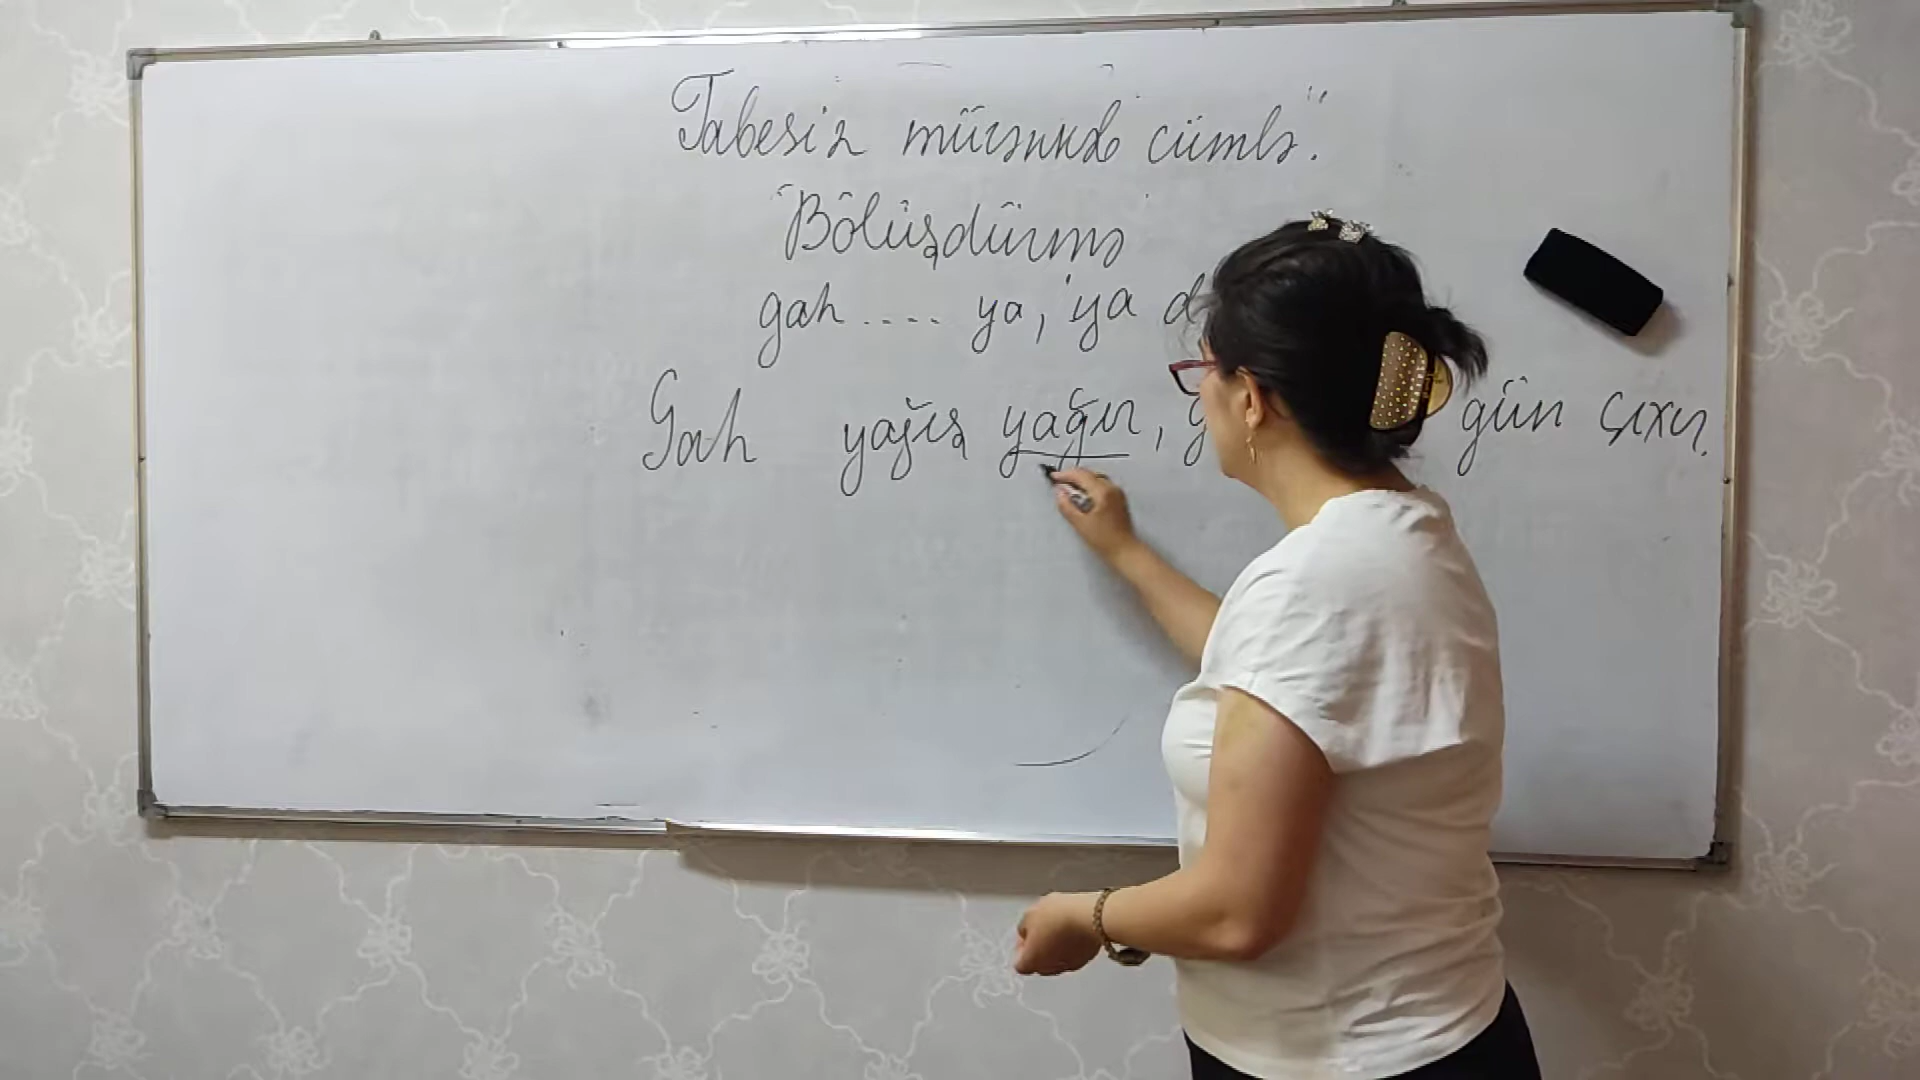 Tabesiz mürəkkəb cümlə.
Bölüşdürmə
gah .... ya, ya d
Gah yağış yağır, g gün çıxır.